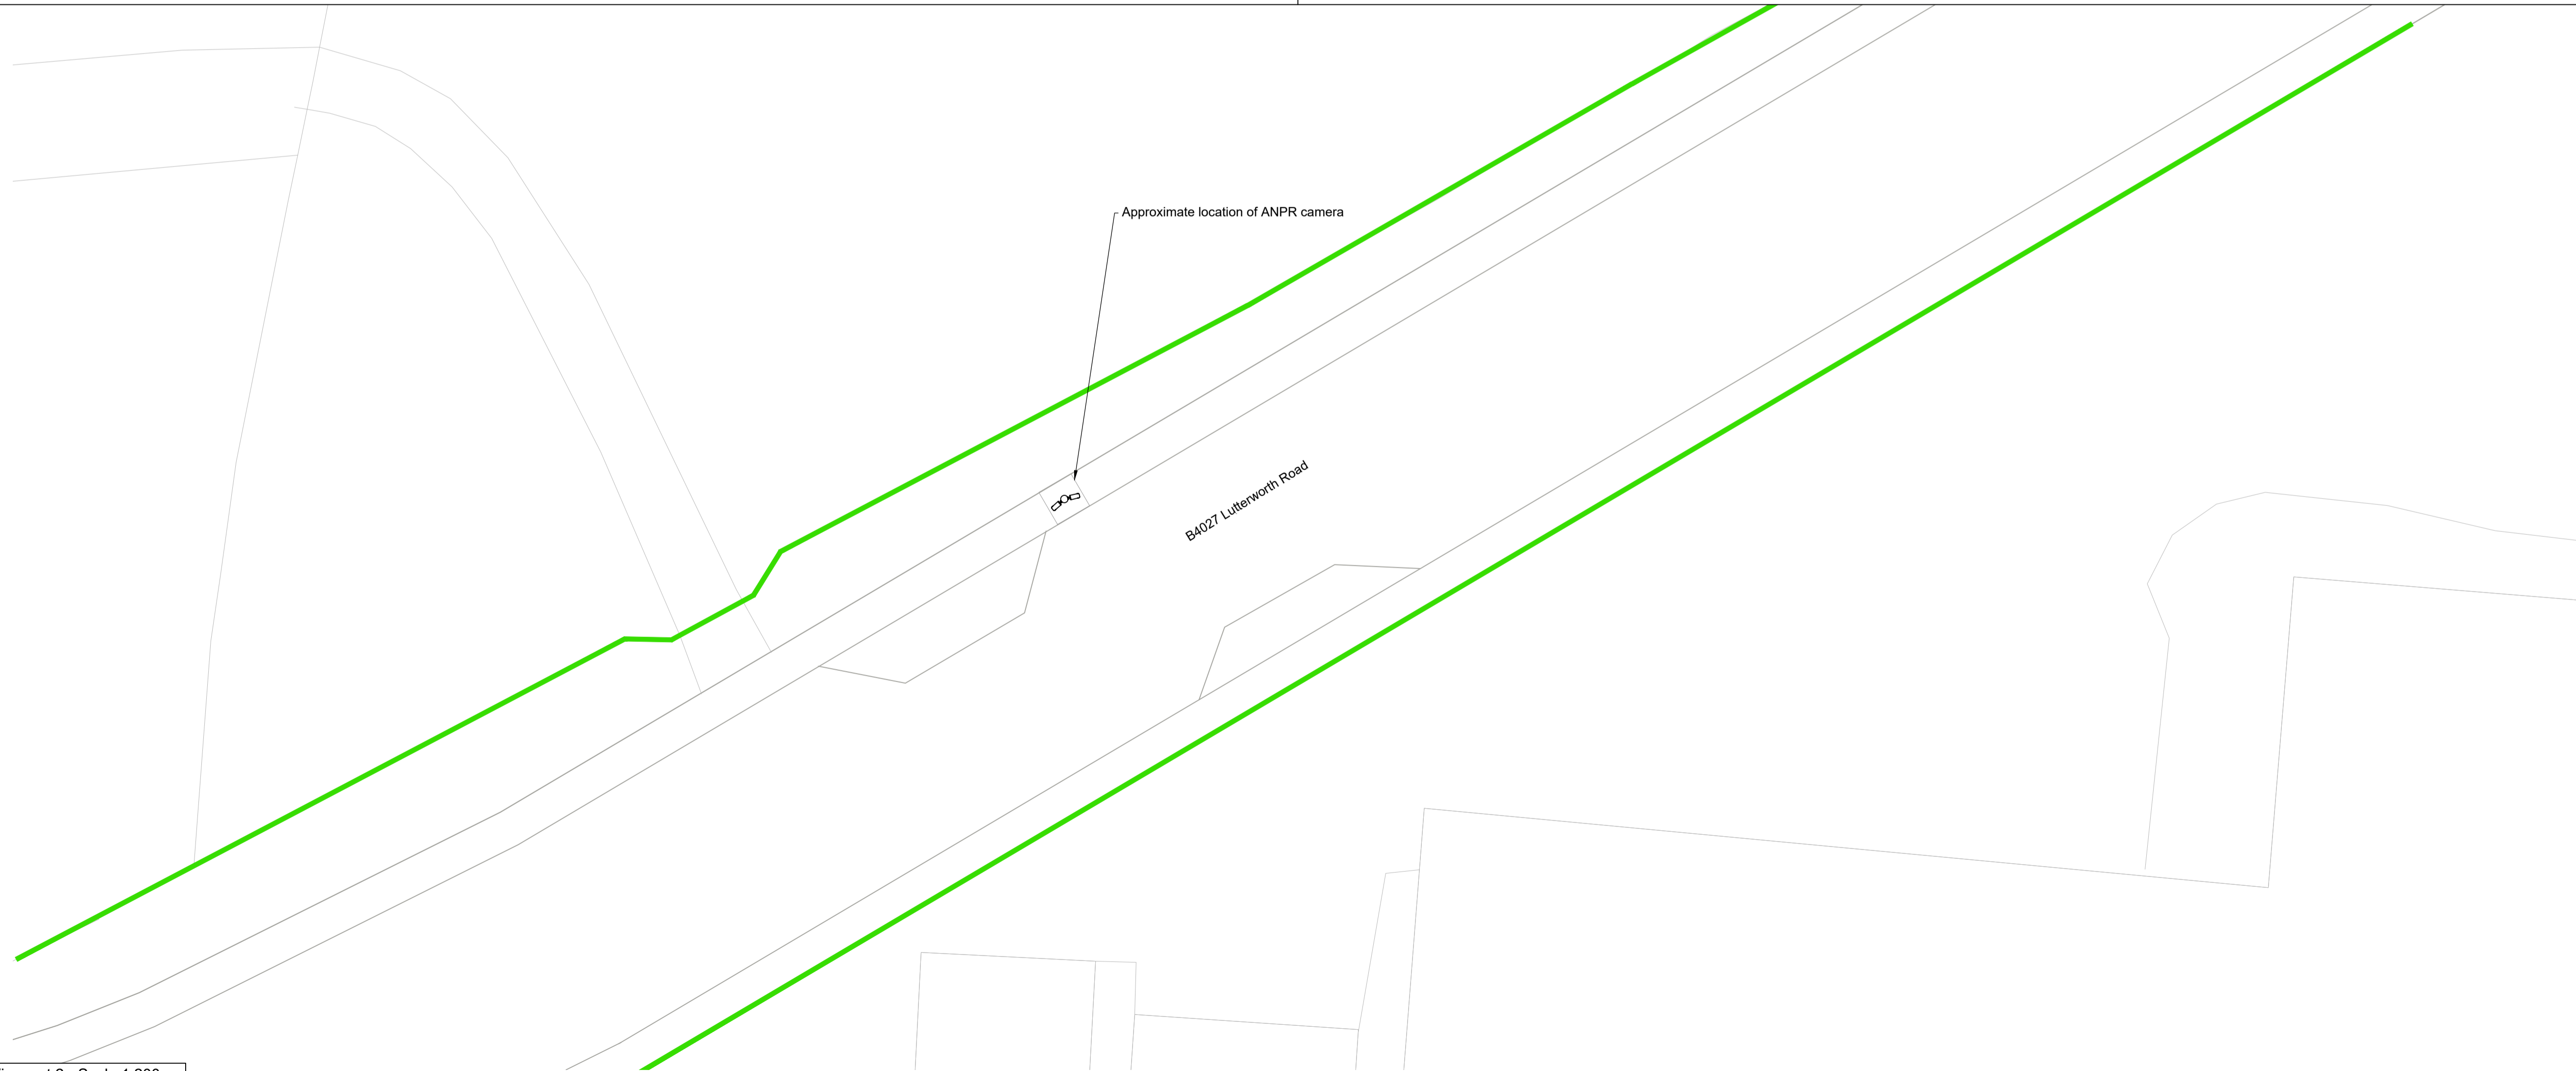 Approximate location of ANPR camera
B4027 Lutterworth Road